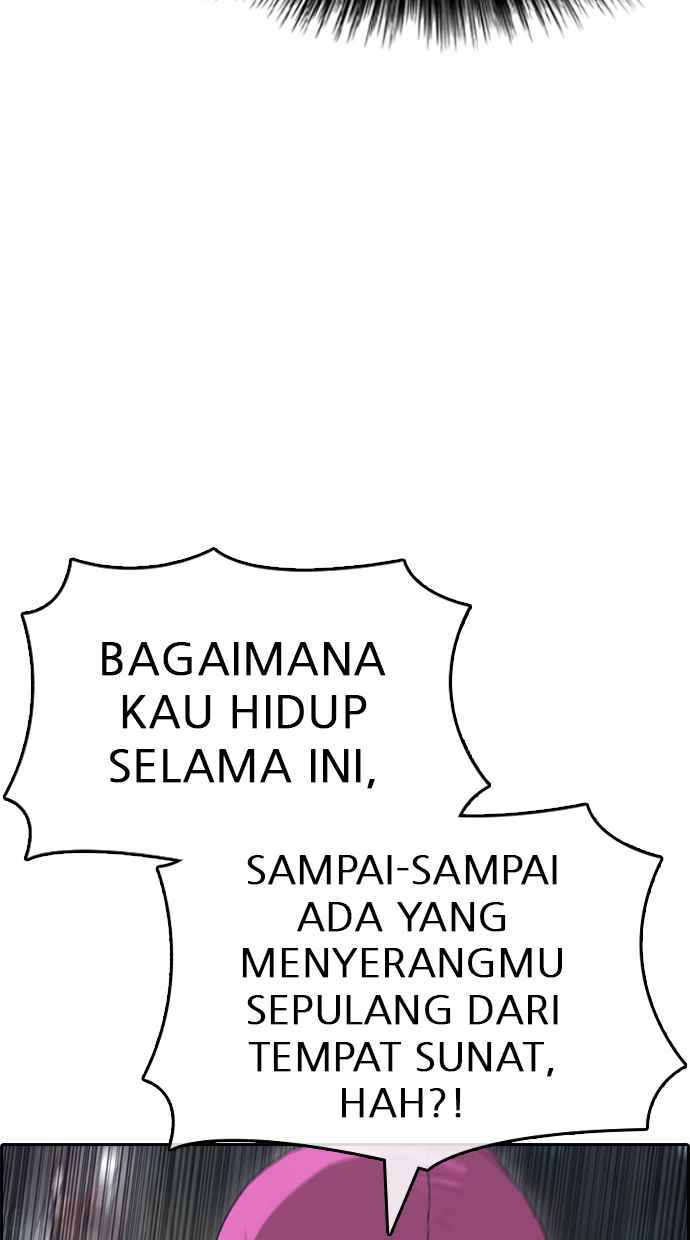 BAGAIMANA
KAU HIDUP
SELAMA INI,
SAMPAI-SAMPAI
ADA YANG
MENYERANGMU
SEPULANG DARI
TEMPAT SUNAT,
HAH?!